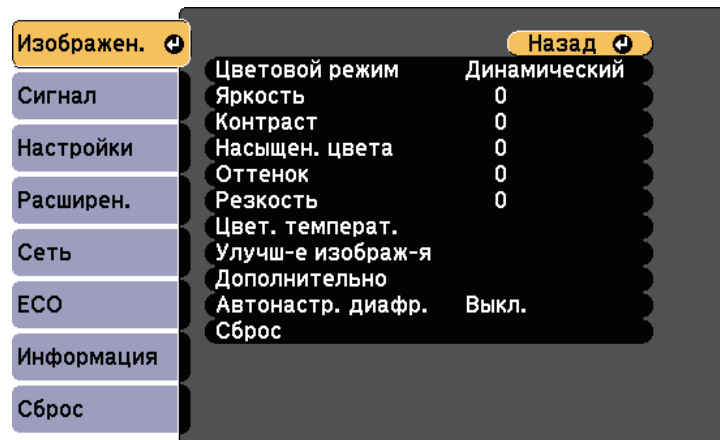 Изображен.
Сигнал
Настройки
Расширен.
Сеть
ECO
Информация
Сброс
Назад
Цветовой режим Динамический
Яркость 0
Контраст 0
Насыщен. цвета 0
Оттенок 0
Резкость 0
Цвет. температ.
Улучш-е изображ-я
Дополнительно
Автонастр. диафр. Выкл.
Сброс